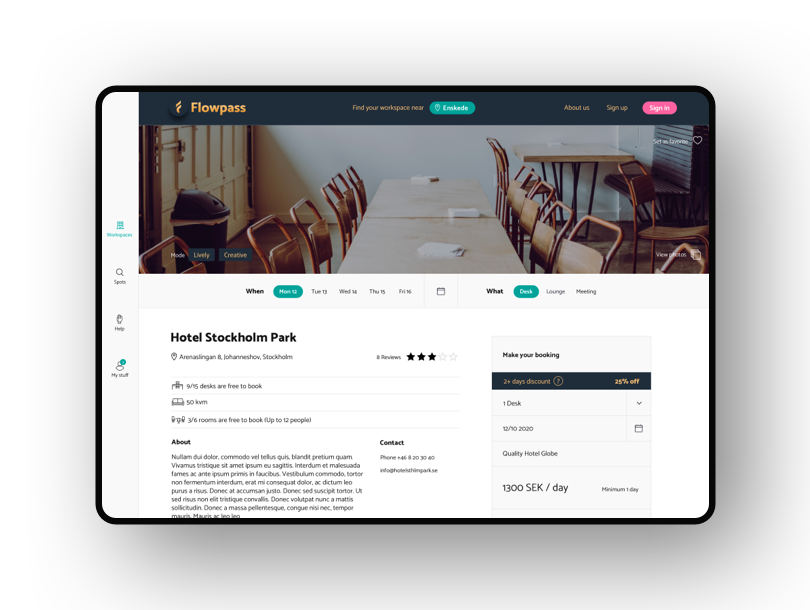 Flowpass
Find your workspace near
Enskede
About us
Sign up
Sign in
Set as favorite
Workspaces
Spots
Help
My stuff
Mode
Lively
Creative
View photos
When
Mon 12
Tue 13
Wed 14
Thu 15
Fri 16
What
Desk
Lounge
Meeting
Hotel Stockholm Park
Arenaslingan 8, Johanneshov, Stockholm
8 Reviews
9/15 desks are free to book
50 kvm
3/6 rooms are free to book (Up to 12 people)
About
Nullam dui dolor, commodo vel tellus quis, blandit pretium quam.
Vivamus tristique sit amet ipsum eu sagittis. Interdum et malesuada
fames ac ante ipsum primis in faucibus. Vestibulum commodo, tortor
non fermentum interdum, erat mi consequat dolor, ac dictum leo
purus a risus. Donec at accumsan justo. Donec sed suscipit tortor. Ut
sed risus non elit tristique convallis. Donec volutpat nunc a mattis
sollicitudin. Donec a massa pellentesque, congue nisi nec, tempor
mauris. Mauris ac leo leo.
Contact
Phone +46 8 20 30 40
info@hotelsthlmpark.se
Make your booking
2+ days discount ?
25% off
1 Desk
12/10 2020
Quality Hotel Globe
1300 SEK / day
Minimum 1 day